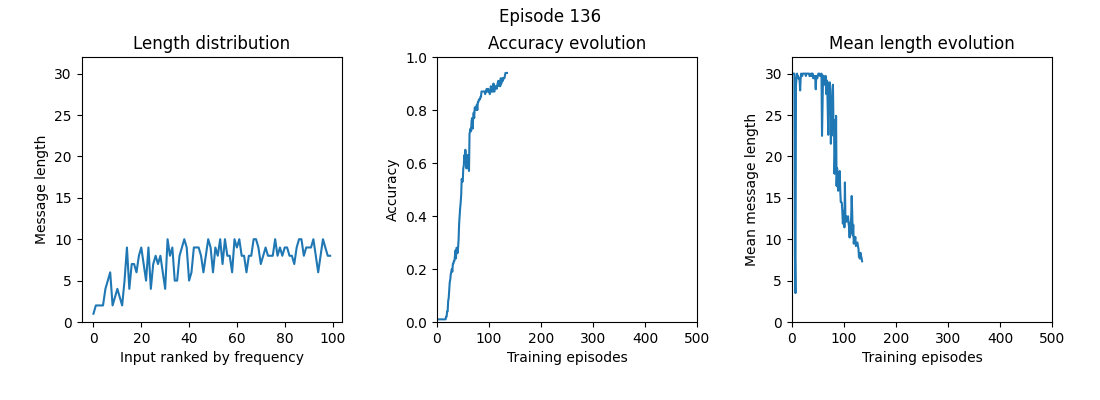 Episode 136
Length distribution
Message length
30
25
20
15
10
5
0
0 20 40 60 80 100
Input ranked by frequency
Accuracy evolution
Accuracy
1.0
0.8
0.6
0.4
0.2
0.0
0 100 200 300 400 500
Training episodes
Mean length evolution
Mean message length
30
25
20
15
10
5
0
0 100 200 300 400 500
Training episodes